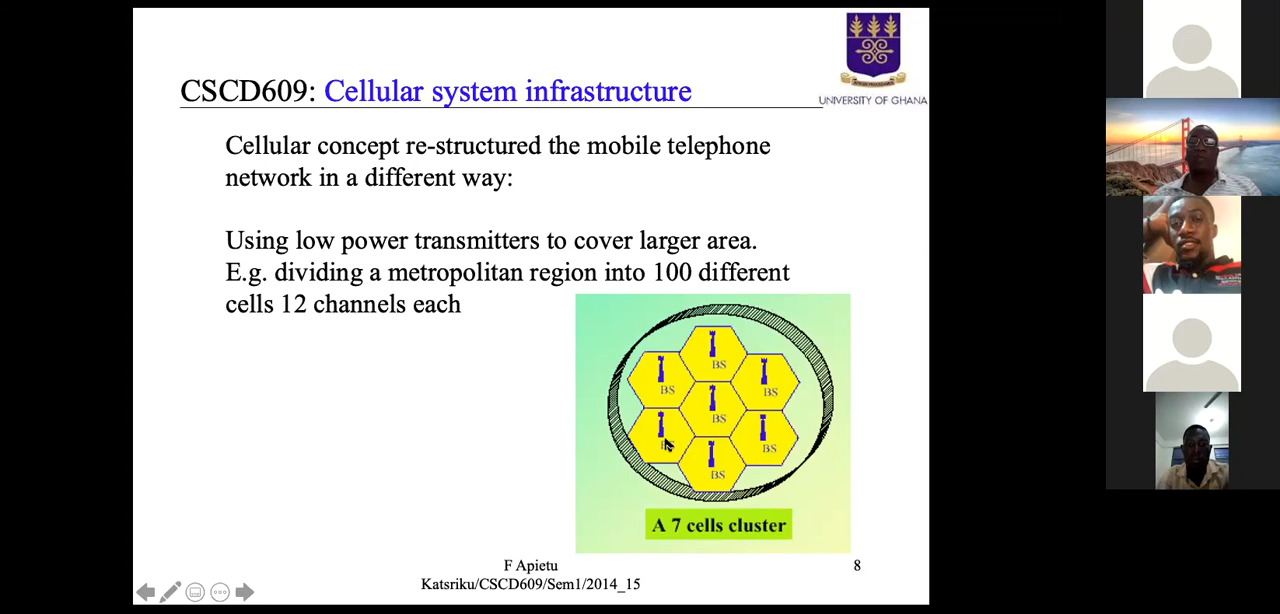 UNIVERSITY OF GHANA
CSCD609: Cellular system infrastructure
Cellular concept re-structured the mobile telephone
network in a different way:
Using low power transmitters to cover larger area.
E.g. dividing a metropolitan region into 100 different
cells 12 channels each
BS
BS
BS
BS
BS
BS
BS
A 7 cells cluster
F Apietu
Katsriku/CSCD609/Sem1/2014_15
8